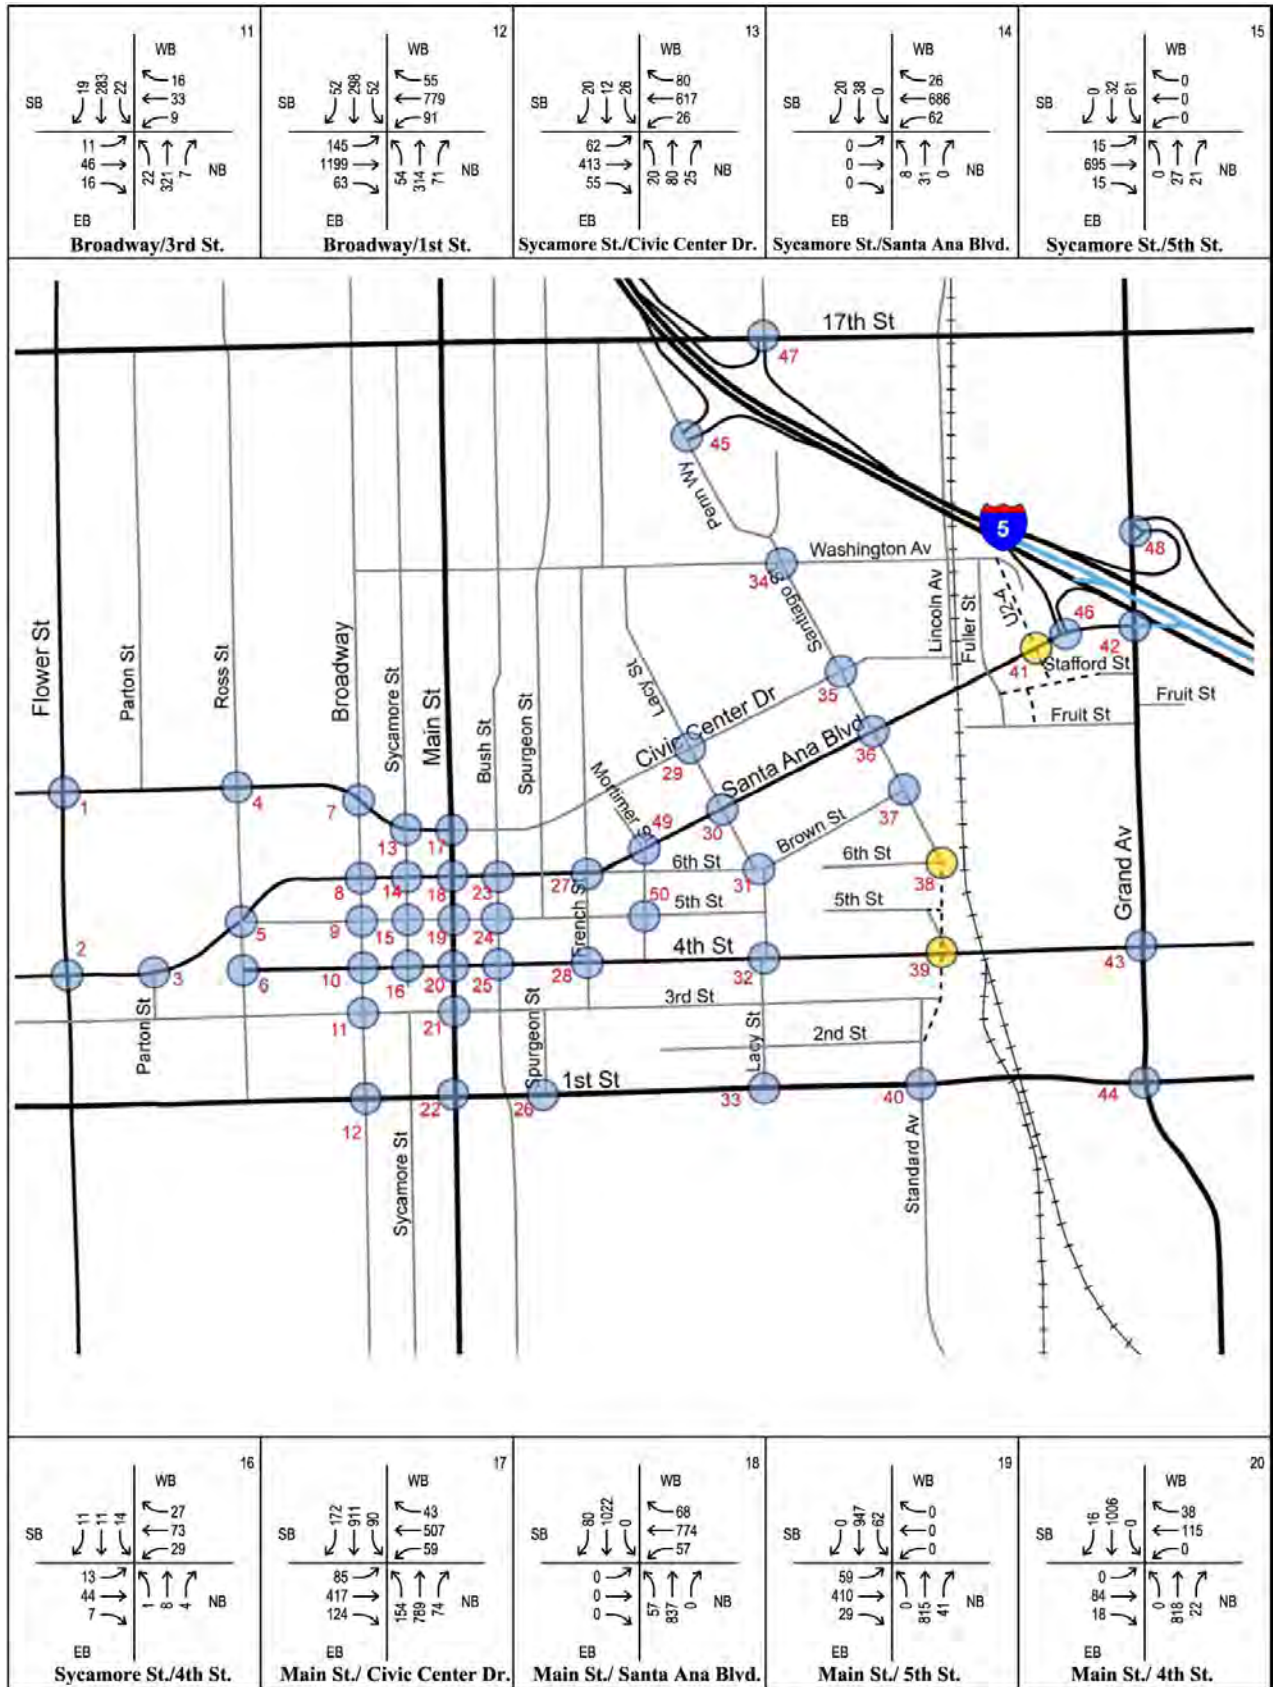 11
WB
SB
19 283 22
16
33
9
11
46
16
22 321 7
NB
EB
Broadway/3rd St.
12
WB
52 298 52
55
779
91
145
1199
63
54 314 71
NB
EB
Broadway/1st St.
13
WB
SB
20 12 26
80
617
26
62
413
55
20 80 25
NB
EB
Sycamore St./Civic Center Dr.
14
WB
SB
20 38 0
26
686
62
0
0
0
8 31 0
NB
EB
Sycamore St./Santa Ana Blvd.
15
WB
SB
0 32 61
0
0
0
15
695
15
0 27 21
NB
EB
Sycamore St./5th St.
17th St
47
45
Penn Wy
5
48
Washington Av
34
Santiago S
Lincoln Av
Fuller St
U2-A
46
42
41
Stafford St
Fruit St
Fruit St
Flower St
Parton St
Ross St
Broadway
Sycamore St
Main St
Bush St
Spurgeon St
Lacy St
Civic Center Dr
35
29
Santa Ana Blvd
36
Mortimer S
49
30
Brown St
37
1
4
7
13
17
6th St
6th St
8
14
18
23
27
31
38
French S
50
5th St
5th St
Grand Av
2
5
9
15
19
24
4th St
3
6
10
16
20
25
28
32
39
43
3rd St
Parton St
11
21
Spurgeon St
Lacy St
2nd St
1st St
12
22
26
33
40
44
Sycamore St
Standard Av
16
WB
SB
11 11 14
27
73
29
13
44
7
1 8 4
NB
EB
Sycamore St./4th St.
17
WB
SB
172 911 90
43
507
59
85
417
124
154 789 74
NB
EB
Main St./ Civic Center Dr.
18
WB
SB
80 1022 0
68
774
57
0
0
0
57 837 0
NB
EB
Main St./ Santa Ana Blvd.
19
WB
SB
0 947 62
0
0
0
59
410
29
0 815 41
NB
EB
Main St./ 5th St.
20
WB
SB
16 1006 0
38
115
0
0
84
18
0 818 22
NB
EB
Main St./ 4th St.